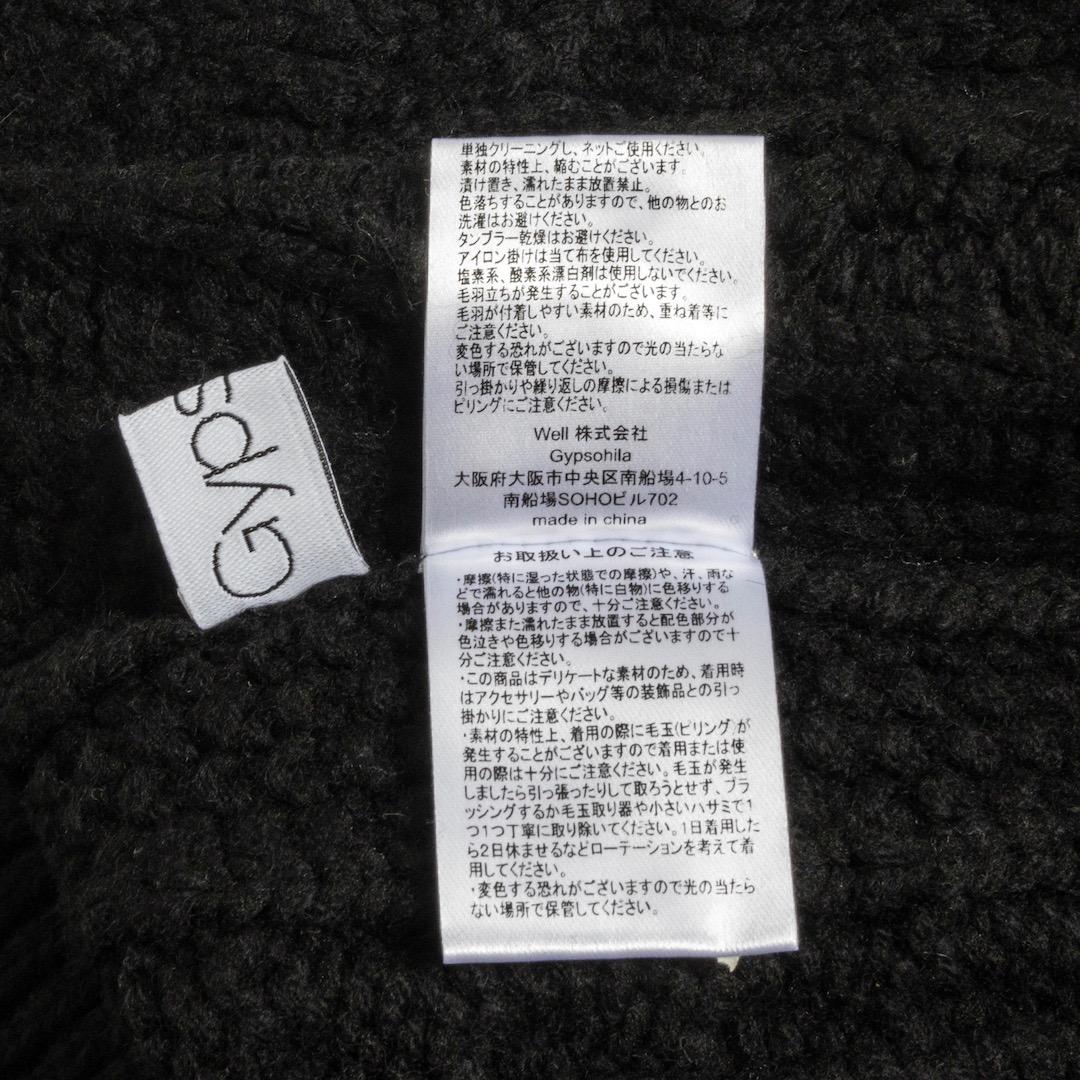 単独クリーニングし、ネットご使用ください。
素材の特性上、縮むことがございます。
漬け置き、濡れたまま放置禁止。
色落ちすることがありますので、他の物とのお
洗濯はお避けください。
タンブラー乾燥はお避けください。
アイロン掛けは当て布を使用してください。
塩素系、酸素系漂白剤は使用しないでください。
毛羽立ちが発生することがございます。
毛羽が付着しやすい素材のため、重ね着等に
ご注意ください。
変色する恐れがございますので光の当たらな
い場所で保管してください。
引っ掛かりや繰り返しの摩擦による損傷または
ピリングにご注意ください。
Well 株式会社
Gypsohila
大阪府大阪市中央区南船場4-10-5
南船場SOHOビル702
made in china
お取扱い上のご注意
・摩擦(特に湿った状態での摩擦)や、汗、雨な
どで濡れると他の物(特に白物)に色移りする
場合がありますので、十分ご注意ください。
・摩擦また濡れたまま放置すると配色部分が
色泣きや色移りする場合がございますので十
分ご注意ください。
・この商品はデリケートな素材のため、着用時
はアクセサリーやバッグ等の装飾品との引っ
掛かりにご注意ください。
・素材の特性上、着用の際に毛玉(ピリング)が
発生することがございますので着用または使
用の際は十分にご注意ください。毛玉が発生
しましたら引っ張ったりして取ろうとせず、ブラ
ッシングするか毛玉取り器や小さいハサミで1
つ1つ丁寧に取り除いてください。1日着用した
ら2日休ませるなどローテーションを考えて着
用してください。
・変色する恐れがございますので光の当たら
ない場所で保管してください。
Gyps